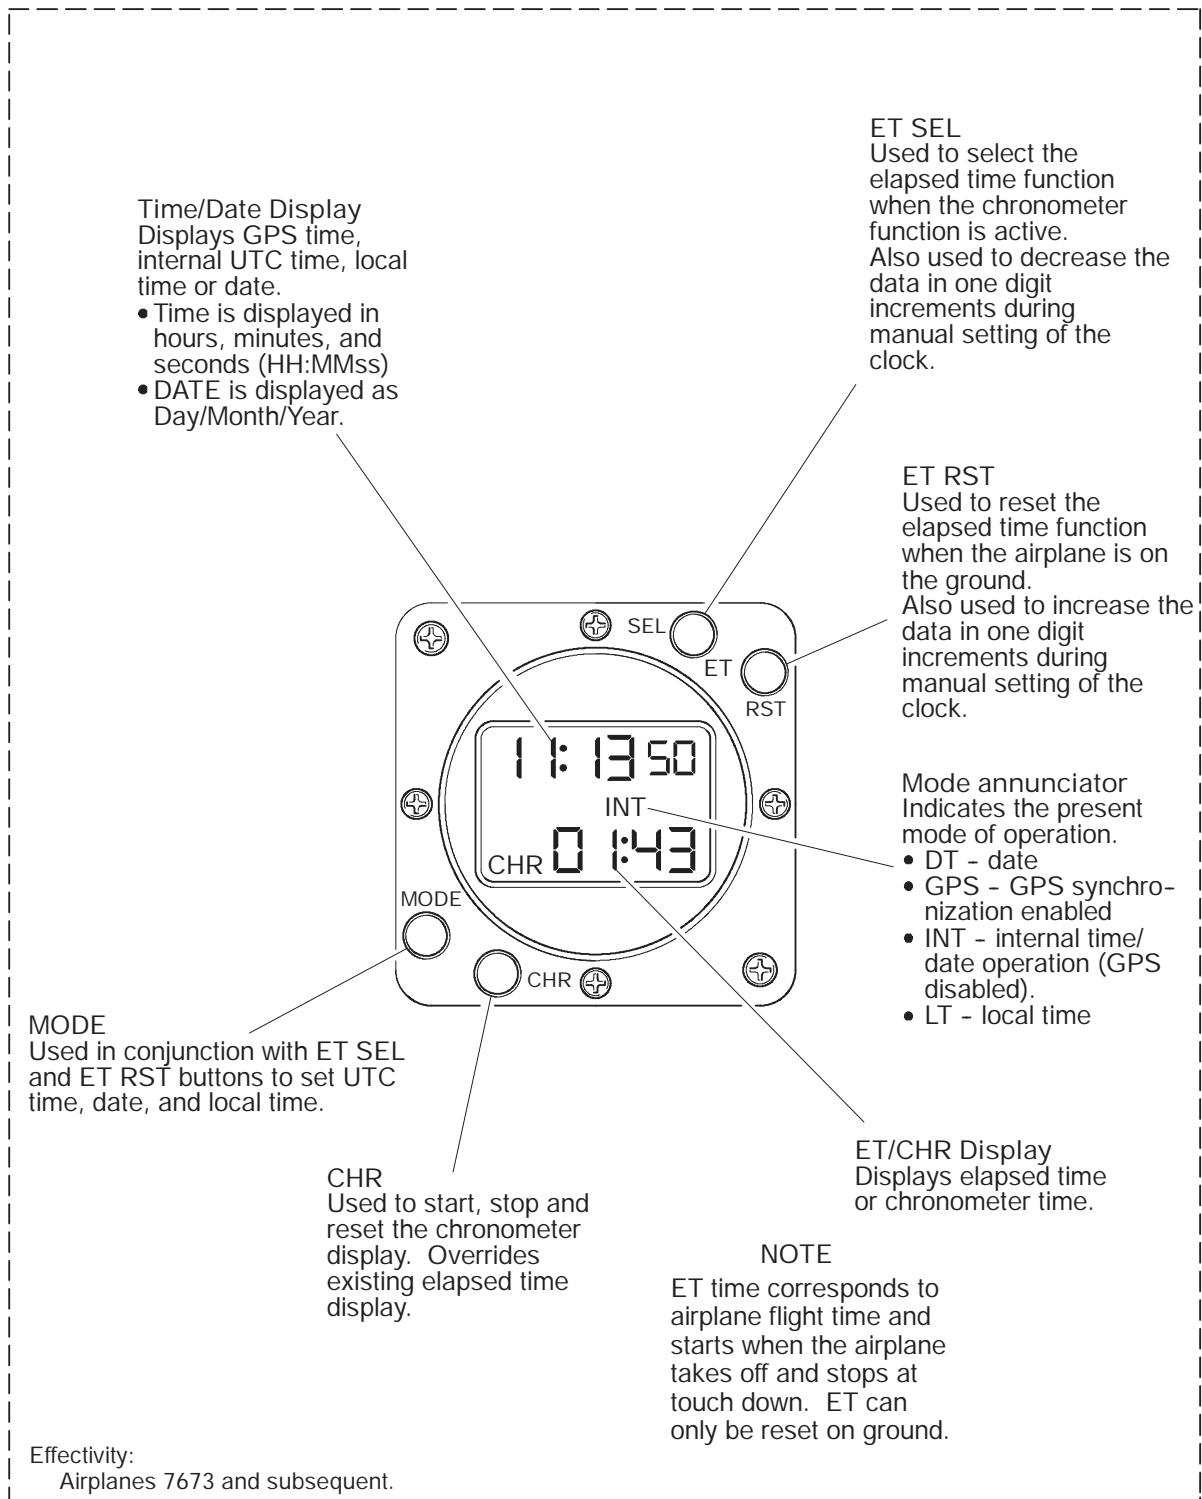 ET SEL
Used to select the
elapsed time function
when the chronometer
function is active.
Also used to decrease the
data in one digit
increments during
manual setting of the
clock.
Time/Date Display
Displays GPS time,
internal UTC time, local
time or date.
• Time is displayed in
hours, minutes, and
seconds (HH:MMss)
• DATE is displayed as
Day/Month/Year.
ET RST
Used to reset the
elapsed time function
when the airplane is on
the ground.
Also used to increase the
data in one digit
increments during
manual setting of the
clock.
SEL
ET
RST
11:13 50
INT
CHR 01:43
MODE
CHR
Mode annunciator
Indicates the present
mode of operation.
• DT - date
• GPS - GPS synchro-
nization enabled
• INT - internal time/
date operation (GPS
disabled).
• LT - local time
MODE
Used in conjunction with ET SEL
and ET RST buttons to set UTC
time, date, and local time.
CHR
Used to start, stop and
reset the chronometer
display. Overrides
existing elapsed time
display.
ET/CHR Display
Displays elapsed time
or chronometer time.
NOTE
ET time corresponds to
airplane flight time and
starts when the airplane
takes off and stops at
touch down. ET can
only be reset on ground.
Effectivity:
Airplanes 7673 and subsequent.